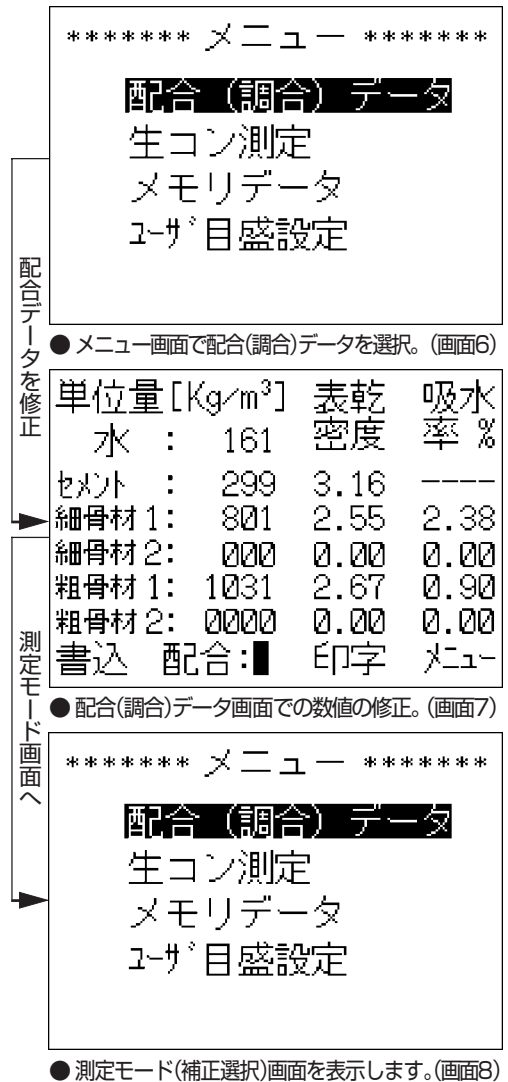 ******* メニュー *******
配合（調合）データ
生コン測定
メモリデータ
ﾕｰｻﾞ目盛設定
配合データを修正
● メニュー画面で配合(調合)データを選択。(画面6)
単位量[Kg/m³] 表乾 吸水
水 : 161 密度 率 %
ｾﾒﾝﾄ : 299 3.16 ----
細骨材1: 801 2.55 2.38
細骨材2: 000 0.00 0.00
粗骨材1: 1031 2.67 0.90
粗骨材2: 0000 0.00 0.00
書込 配合:█ 印字 ﾒﾆｭｰ
● 配合(調合)データ画面での数値の修正。(画面7)
測定モード画面へ
******* メニュー *******
配合（調合）データ
生コン測定
メモリデータ
ﾕｰｻﾞ目盛設定
● 測定モード(補正選択)画面を表示します。(画面8)